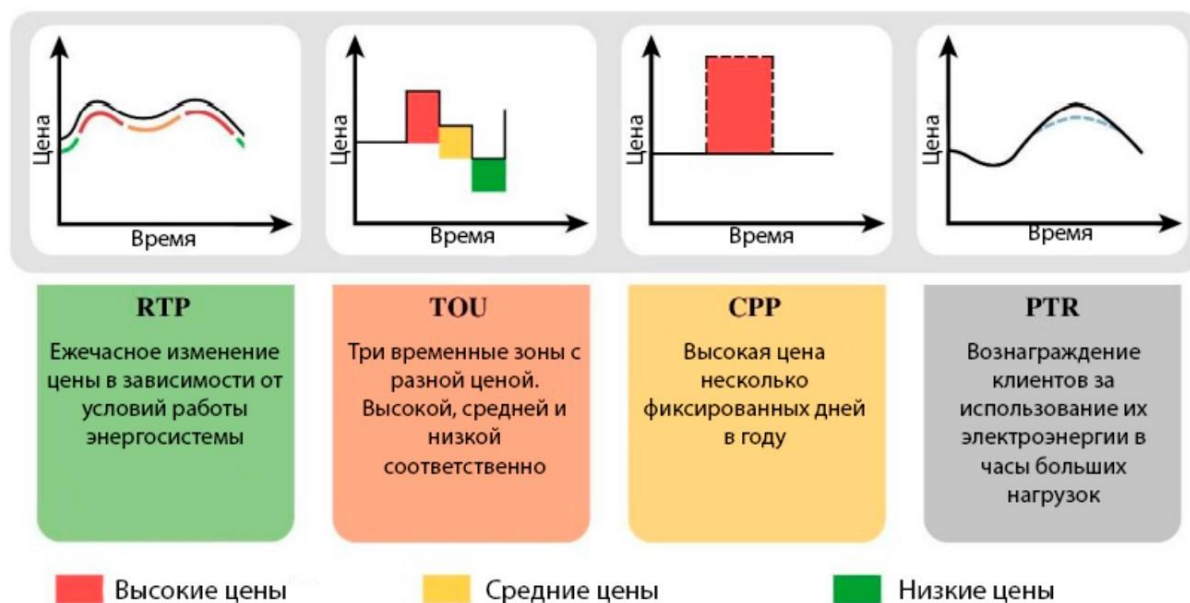 Цена
Время
Цена
Время
Цена
Время
Цена
Время
RTP
Ежечасное изменение
цены в зависимости от
условий работы
энергосистемы
TOU
Три временные зоны с
разной ценой.
Высокой, средней и
низкой
соответственно
CPP
Высокая цена
несколько
фиксированных дней
в году
PTR
Вознаграждение
клиентов за
использование их
электроэнергии в
часы больших
нагрузок
Высокие цены
Средние цены
Низкие цены